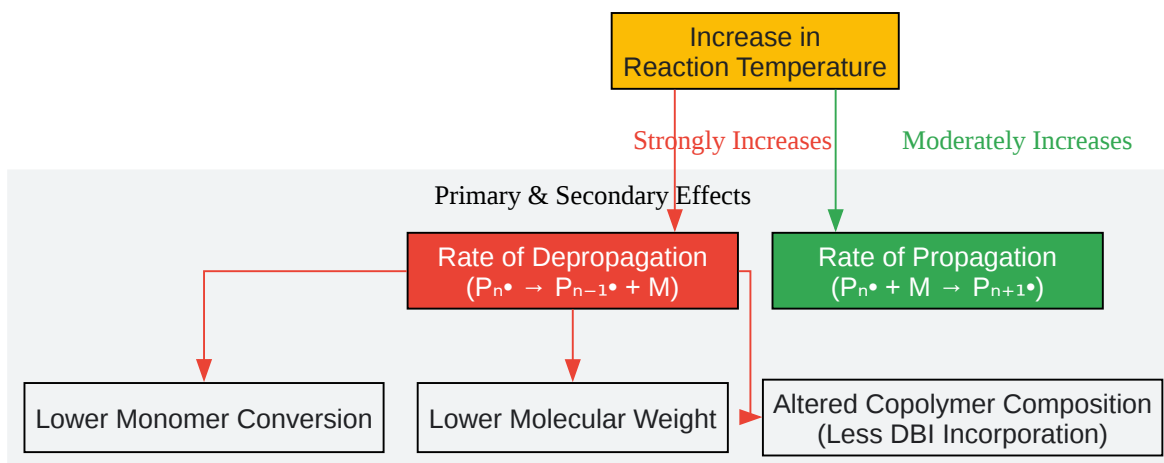 Increase in
Reaction Temperature
Strongly Increases
Moderately Increases
Primary & Secondary Effects
Rate of Depropagation
(Pₙ• → Pₙ₋₁• + M)
Rate of Propagation
(Pₙ• + M → Pₙ₊₁•)
Lower Monomer Conversion
Lower Molecular Weight
Altered Copolymer Composition
(Less DBI Incorporation)